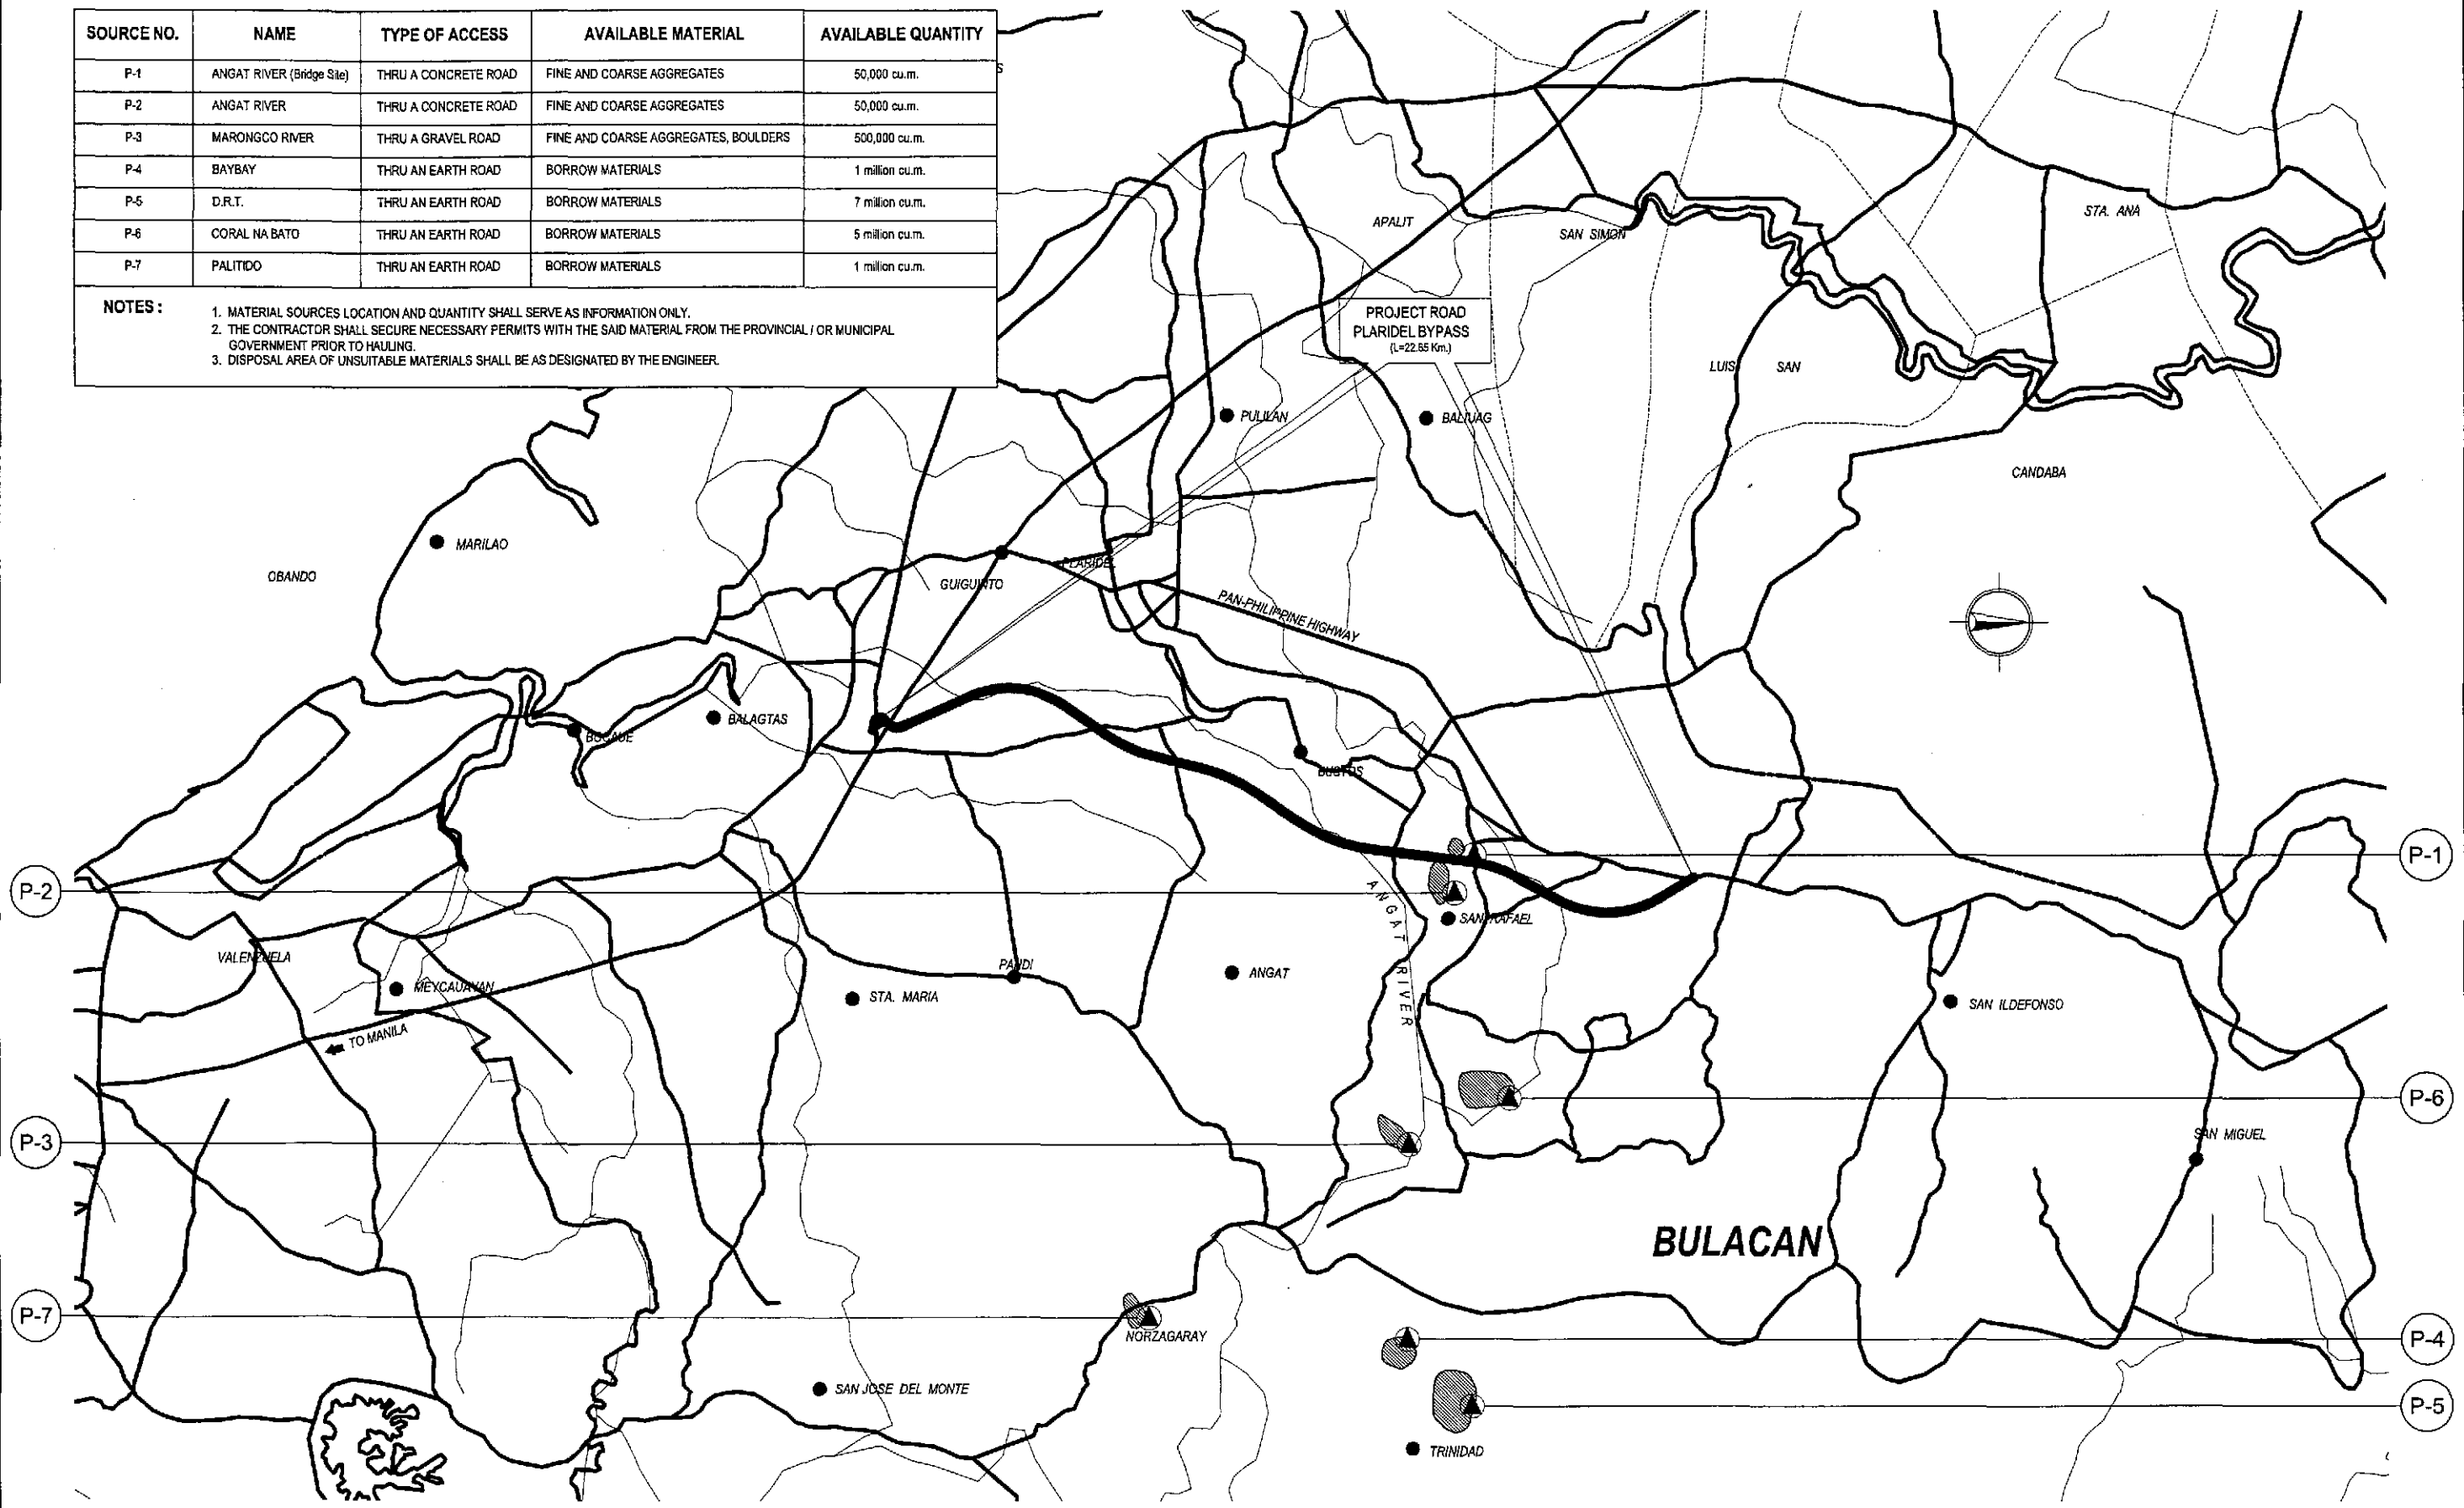 SOURCE NO. NAME TYPE OF ACCESS AVAILABLE MATERIAL AVAILABLE QUANTITY
P-1 ANGAT RIVER (Bridge Site) THRU A CONCRETE ROAD FINE AND COARSE AGGREGATES 50,000 cu.m.
P-2 ANGAT RIVER THRU A CONCRETE ROAD FINE AND COARSE AGGREGATES 50,000 cu.m.
P-3 MARONGCO RIVER THRU A GRAVEL ROAD FINE AND COARSE AGGREGATES, BOULDERS 500,000 cu.m.
P-4 BAYBAY THRU AN EARTH ROAD BORROW MATERIALS 1 million cu.m.
P-5 D.R.T. THRU AN EARTH ROAD BORROW MATERIALS 7 million cu.m.
P-6 CORAL NA BATO THRU AN EARTH ROAD BORROW MATERIALS 5 million cu.m.
P-7 PALITIDO THRU AN EARTH ROAD BORROW MATERIALS 1 million cu.m.
NOTES :
1. MATERIAL SOURCES LOCATION AND QUANTITY SHALL SERVE AS INFORMATION ONLY.
2. THE CONTRACTOR SHALL SECURE NECESSARY PERMITS WITH THE SAID MATERIAL FROM THE PROVINCIAL / OR MUNICIPAL
GOVERNMENT PRIOR TO HAULING.
3. DISPOSAL AREA OF UNSUITABLE MATERIALS SHALL BE AS DESIGNATED BY THE ENGINEER.
S
APALIT
SAN SIMON
STA. ANA
PROJECT ROAD
PLARIDEL BYPASS
(L=22.65 Km.)
LUIS SAN
PULILAN
BALIUAG
CANDABA
MARILAO
OBANDO
PLARIDEL
GUIGUINTO
PAN-PHILIPPINE HIGHWAY
BALAGTAS
BOCAUE
BUSTOS
P-1
P-2
ANGAT RIVER
SAN RAFAEL
VALENZUELA
MEYCAUAYAN
PANDI
STA. MARIA
ANGAT
SAN ILDEFONSO
TO MANILA
P-6
P-3
SAN MIGUEL
BULACAN
P-7
NORZAGARAY
P-4
SAN JOSE DEL MONTE
P-5
TRINIDAD